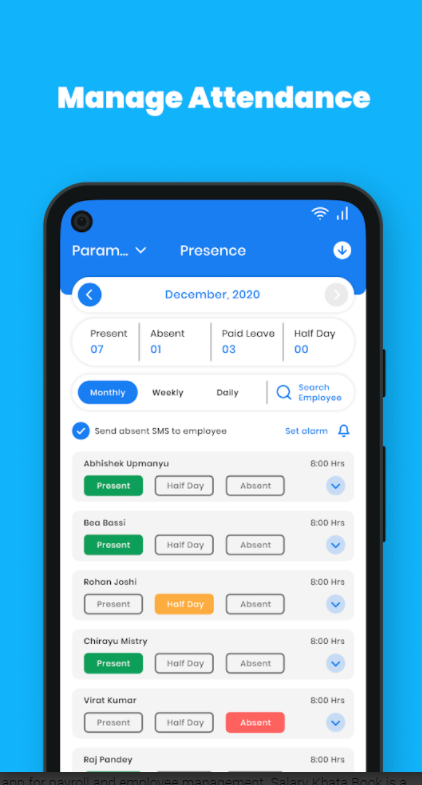 Manage Attendance
Param... Presence
December, 2020
Present Absent Paid Leave Half Day
07 01 03 00
Monthly Weekly Daily Search Employee
Send absent SMS to employee Set alarm
Abhishek Upmanyu 8:00 Hrs
Present Half Day Absent
Bea Bassi 8:00 Hrs
Present Half Day Absent
Rohan Joshi 8:00 Hrs
Present Half Day Absent
Chirayu Mistry 8:00 Hrs
Present Half Day Absent
Virat Kumar 8:00 Hrs
Present Half Day Absent
Raj Pandey 8:00 Hrs
app for payroll and employee management. Salary Khata Book is a